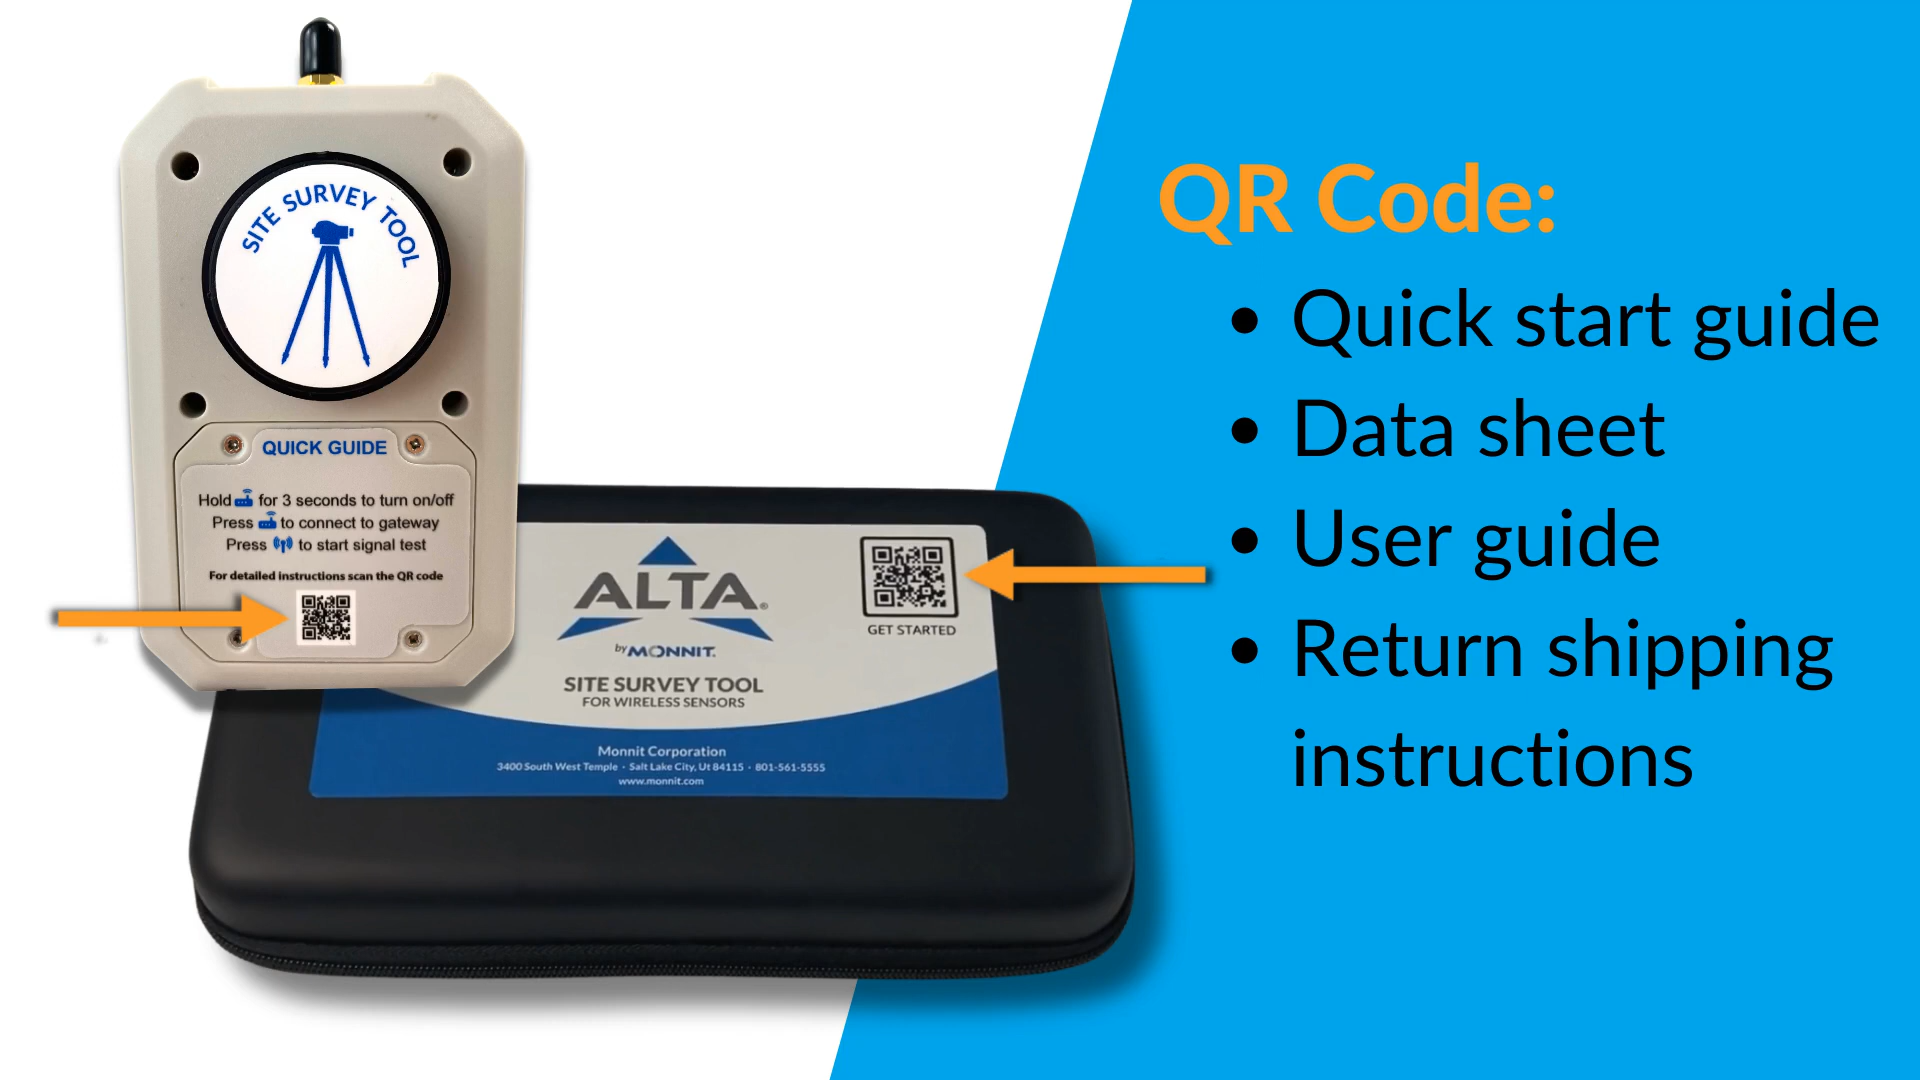 SITE SURVEY TOOL
QUICK GUIDE
Hold for 3 seconds to turn on/off
Press to connect to gateway
Press to start signal test
For detailed instructions scan the QR code
ALTA®
by MONNIT.
SITE SURVEY TOOL
FOR WIRELESS SENSORS
GET STARTED
Monnit Corporation
3400 South West Temple · Salt Lake City, Ut 84115 · 801-561-5555
www.monnit.com
QR Code:
• Quick start guide
• Data sheet
• User guide
• Return shipping
instructions